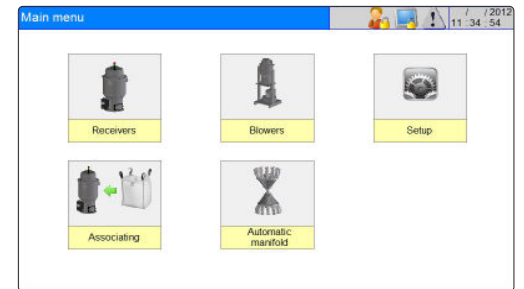 Main menu
/ / 2012
11 : 34 : 54
Receivers
Blowers
Setup
Associating
Automatic
manifold